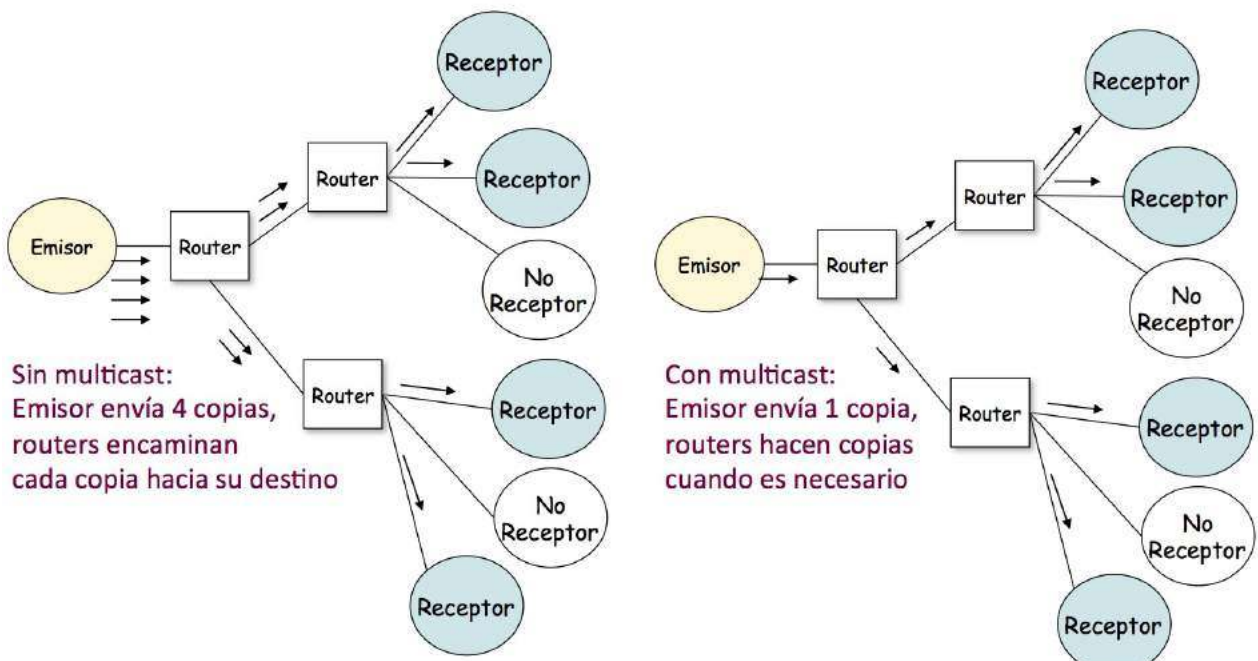 Receptor
Receptor
Router
Emisor
Router
No
Receptor
Sin multicast:
Emisor envía 4 copias,
routers encaminan
cada copia hacia su destino
Router
Receptor
No
Receptor
Receptor
Receptor
Receptor
Router
Emisor
Router
No
Receptor
Con multicast:
Emisor envía 1 copia,
routers hacen copias
cuando es necesario
Router
Receptor
No
Receptor
Receptor